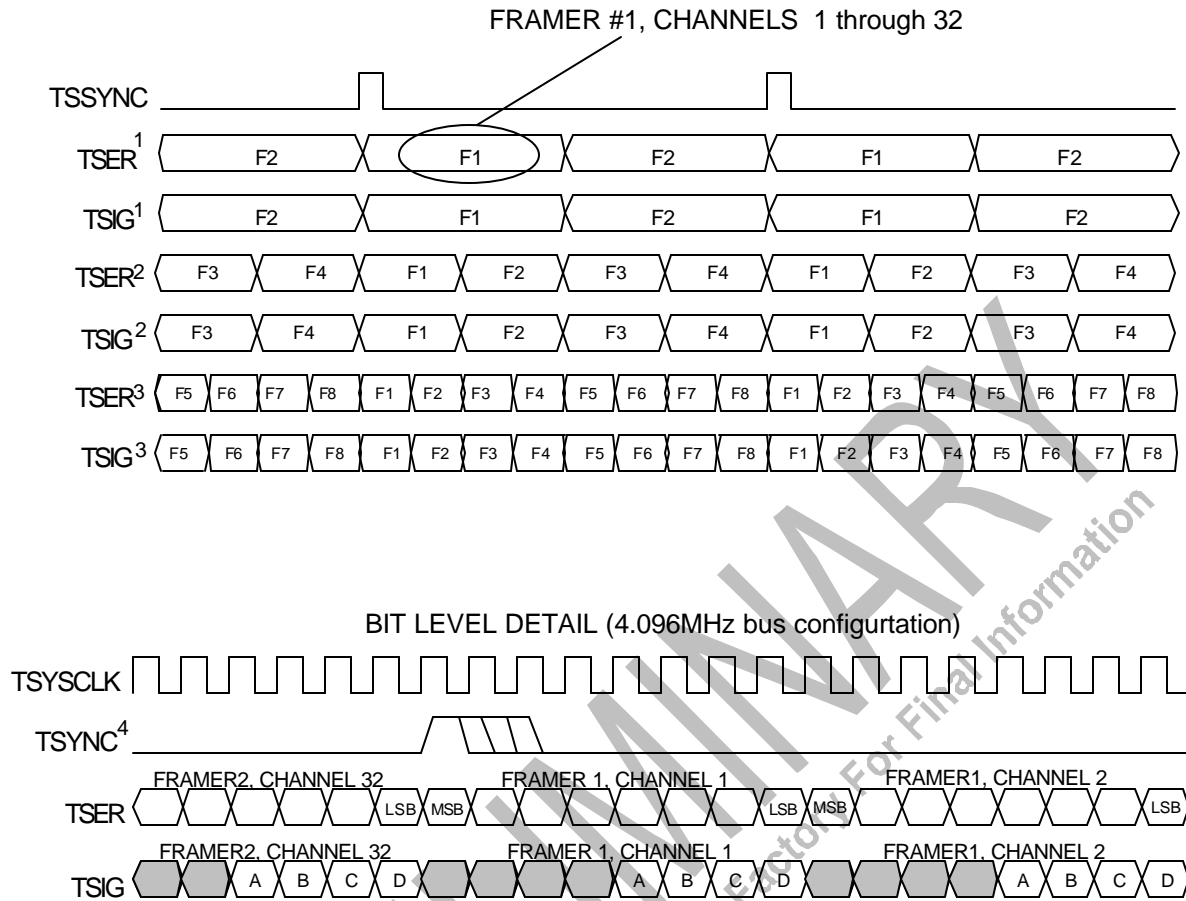 FRAMER #1, CHANNELS 1 through 32
TSSYNC
TSER1 F2 F1 F2 F1 F2
TSIG1 F2 F1 F2 F1 F2
TSER2 F3 F4 F1 F2 F3 F4 F1 F2 F3 F4
TSIG2 F3 F4 F1 F2 F3 F4 F1 F2 F3 F4
TSER3 F5 F6 F7 F8 F1 F2 F3 F4 F5 F6 F7 F8 F1 F2 F3 F4 F5 F6 F7 F8
TSIG3 F5 F6 F7 F8 F1 F2 F3 F4 F5 F6 F7 F8 F1 F2 F3 F4 F5 F6 F7 F8
BIT LEVEL DETAIL (4.096MHz bus configurtation)
TSYSCLK
TSYNC4
FRAMER2, CHANNEL 32 FRAMER 1, CHANNEL 1 FRAMER1, CHANNEL 2
TSER LSB MSB LSB MSB LSB
FRAMER2, CHANNEL 32 FRAMER 1, CHANNEL 1 FRAMER1, CHANNEL 2
TSIG A B C D A B C D A B C D
Factory For Final Information